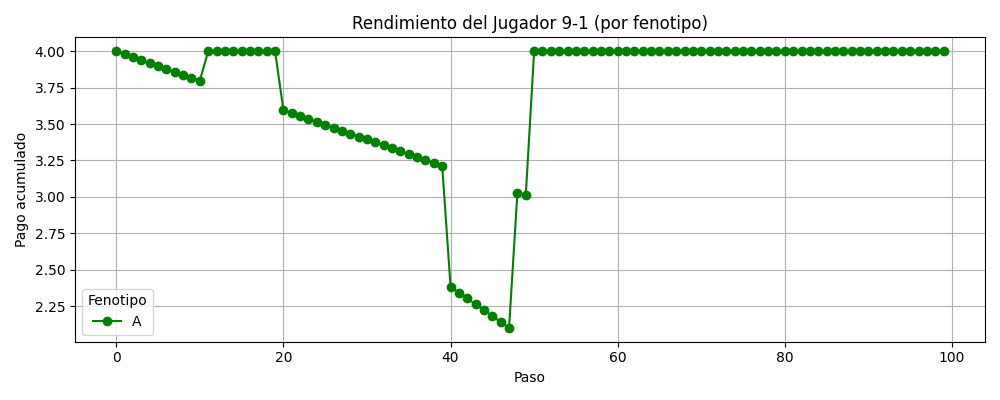 Rendimiento del Jugador 9-1 (por fenotipo)
Pago acumulado
4.00
3.75
3.50
3.25
3.00
2.75
2.50
2.25
Fenotipo
A
0 20 40 60 80 100
Paso